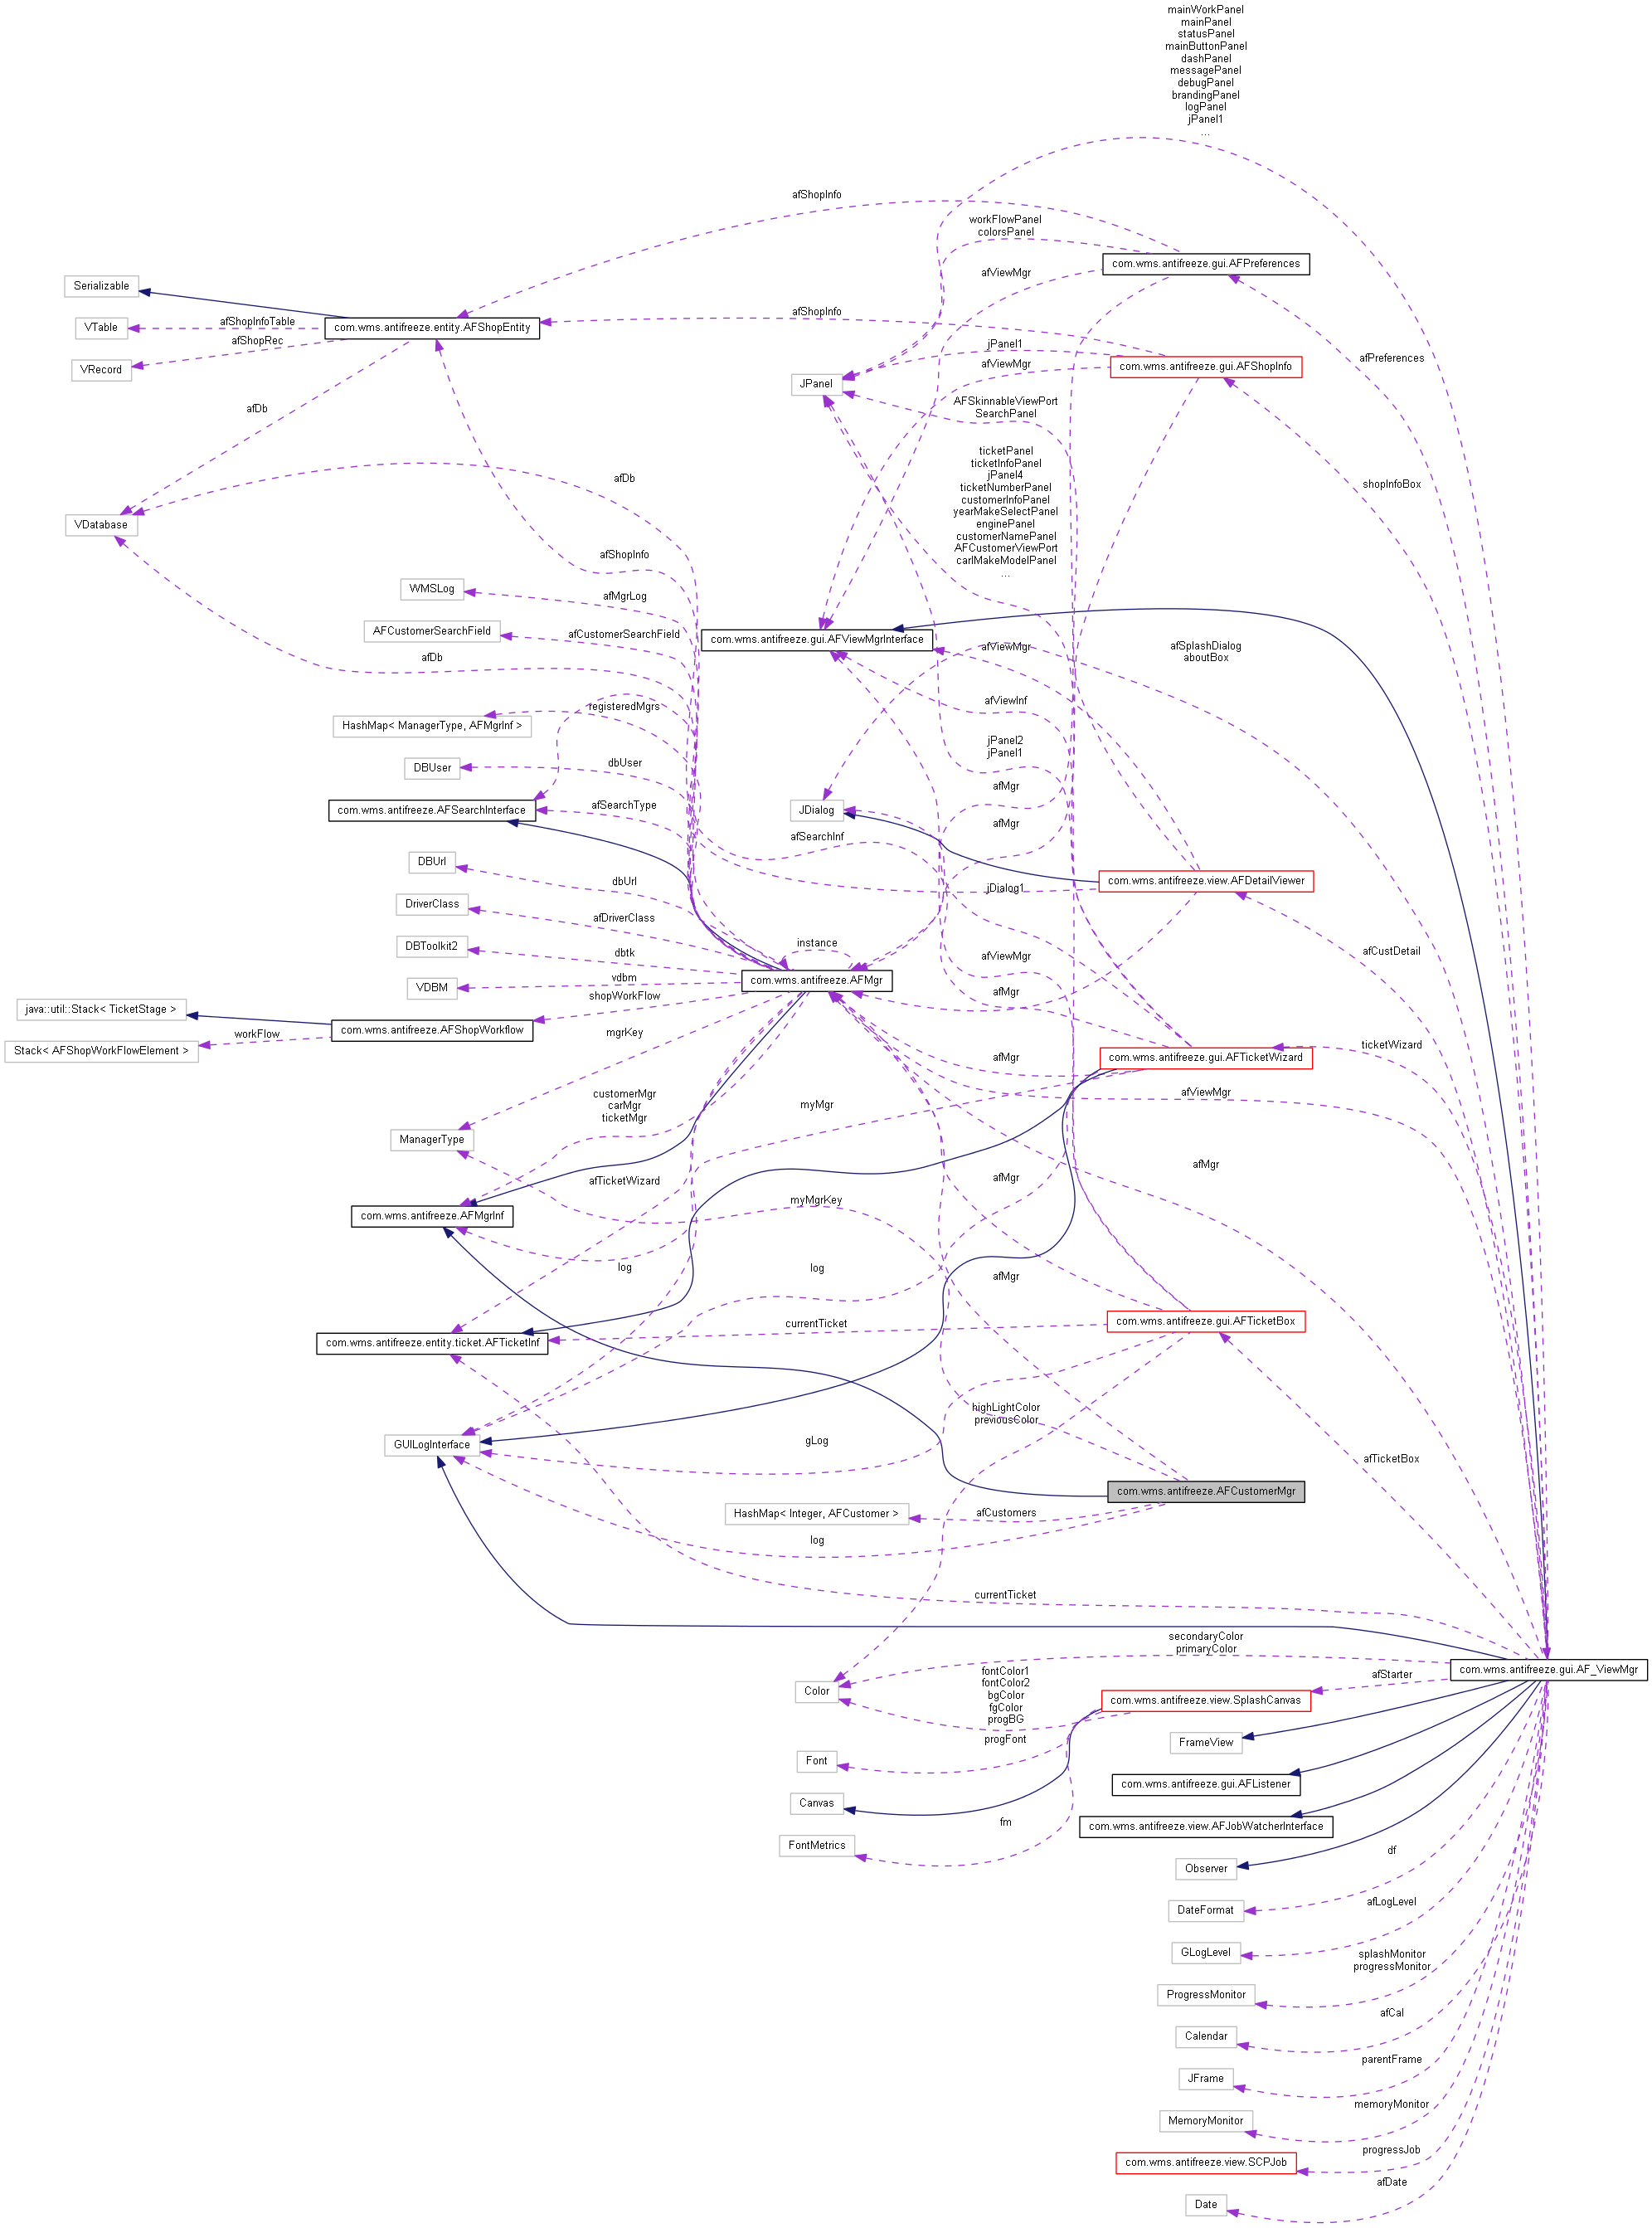 mainWorkPanel
mainPanel
statusPanel
mainButtonPanel
dashPanel
messagePanel
debugPanel
brandingPanel
logPanel
jPanel1
...
afShopInfo
workFlowPanel
colorsPanel
com.wms.antifreeze.gui.AFPreferences
afViewMgr
Serializable
afShopInfoTable
afShopInfo
VTable
com.wms.antifreeze.entity.AFShopEntity
afShopRec
jPanel1
afPreferences
VRecord
afViewMgr
com.wms.antifreeze.gui.AFShopInfo
JPanel
afDb
AFSkinnableViewPort
SearchPanel
ticketPanel
ticketInfoPanel
jPanel4
ticketNumberPanel
customerInfoPanel
yearMakeSelectPanel
enginePanel
customerNamePanel
AFCustomerViewPort
carlMakeModelPanel
...
afDb
shopInfoBox
VDatabase
afShopInfo
WMSLog
afMgrLog
AFCustomerSearchField
afCustomerSearchField
com.wms.antifreeze.gui.AFViewMgrInterface
afViewMgr
afSplashDialog
aboutBox
afDb
registeredMgrs
afViewInf
HashMap< ManagerType, AFMgrInf >
jPanel2
jPanel1
DBUser
dbUser
afMgr
com.wms.antifreeze.AFSearchInterface
afSearchType
JDialog
afSearchInf
afMgr
DBUrl
dbUrl
jDialog1
com.wms.antifreeze.view.AFDetailViewer
DriverClass
afDriverClass
DBToolkit2
dbtk
instance
afViewMgr
afCustDetail
VDBM
vdbm
com.wms.antifreeze.AFMgr
afMgr
java::util::Stack< TicketStage >
shopWorkFlow
com.wms.antifreeze.AFShopWorkflow
workFlow
Stack< AFShopWorkFlowElement >
mgrKey
afMgr
com.wms.antifreeze.gui.AFTicketWizard
ticketWizard
customerMgr
carMgr
ticketMgr
myMgr
afViewMgr
ManagerType
afTicketWizard
afMgr
afMgr
myMgrKey
com.wms.antifreeze.AFMgrInf
log
log
afMgr
currentTicket
com.wms.antifreeze.gui.AFTicketBox
com.wms.antifreeze.entity.ticket.AFTicketInf
highLightColor
previousColor
GUILogInterface
gLog
afTicketBox
com.wms.antifreeze.AFCustomerMgr
HashMap< Integer, AFCustomer >
afCustomers
log
currentTicket
secondaryColor
primaryColor
com.wms.antifreeze.gui.AF_ViewMgr
afStarter
fontColor1
fontColor2
bgColor
fgColor
progBG
Color
com.wms.antifreeze.view.SplashCanvas
progFont
FrameView
Font
com.wms.antifreeze.gui.AFListener
Canvas
fm
com.wms.antifreeze.view.AFJobWatcherInterface
FontMetrics
df
Observer
afLogLevel
DateFormat
GLogLevel
splashMonitor
progressMonitor
ProgressMonitor
afCal
Calendar
parentFrame
JFrame
memoryMonitor
MemoryMonitor
progressJob
com.wms.antifreeze.view.SCPJob
afDate
Date